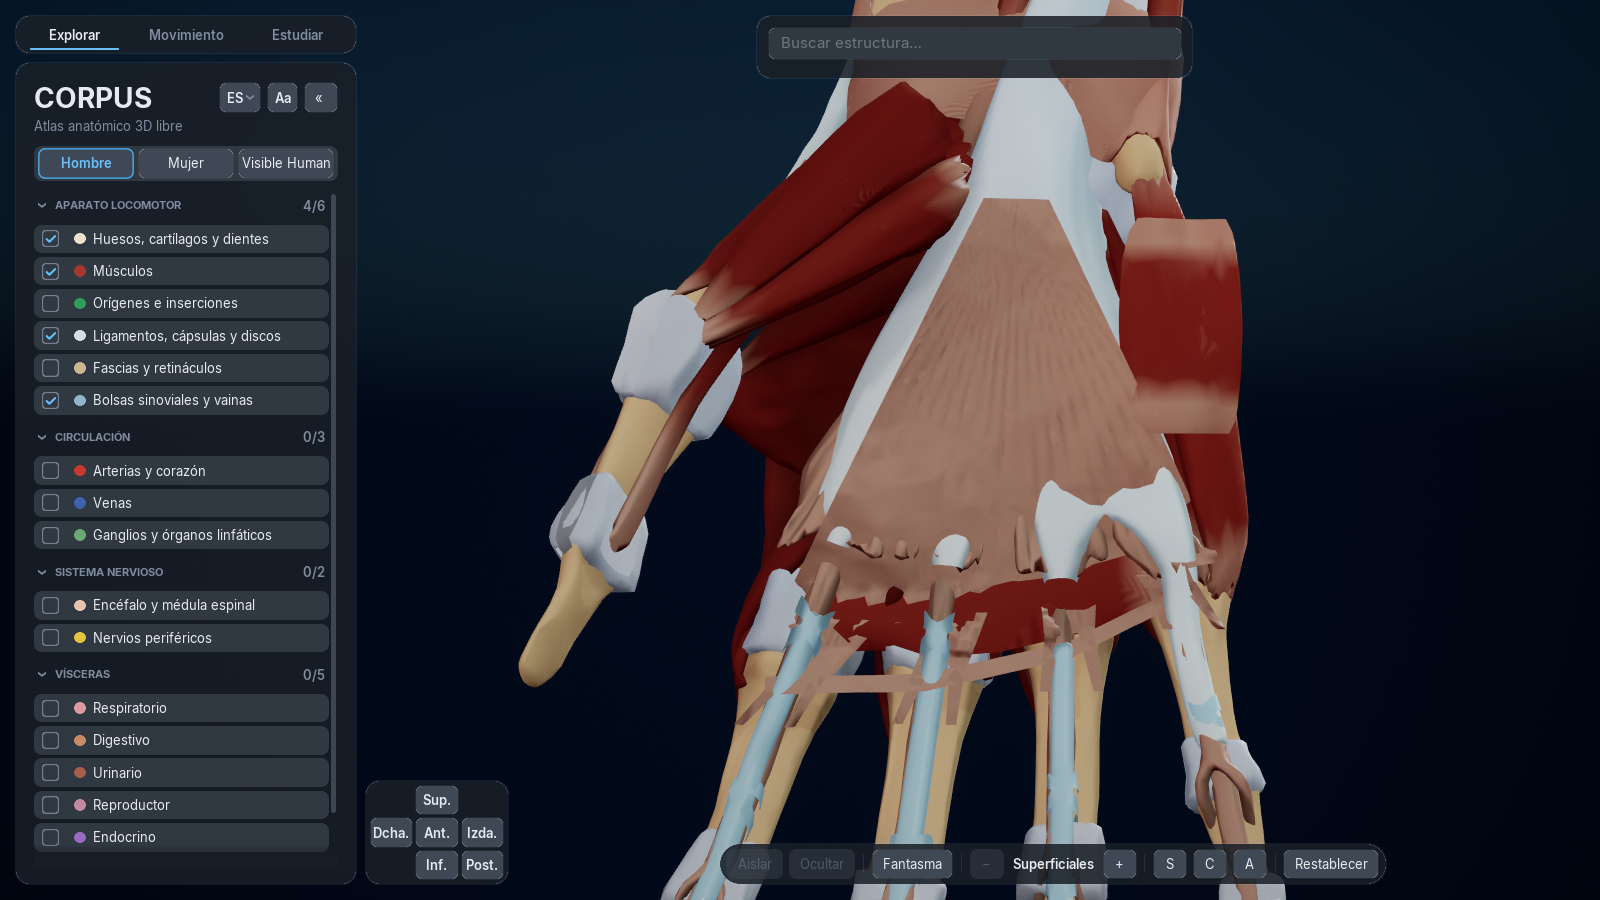 Explorar Movimiento Estudiar
CORPUS ES Aa «
Atlas anatómico 3D libre
Hombre Mujer Visible Human
APARATO LOCOMOTOR 4/6
Huesos, cartílagos y dientes
Músculos
Orígenes e inserciones
Ligamentos, cápsulas y discos
Fascias y retináculos
Bolsas sinoviales y vainas
CIRCULACIÓN 0/3
Arterias y corazón
Venas
Ganglios y órganos linfáticos
SISTEMA NERVIOSO 0/2
Encéfalo y médula espinal
Nervios periféricos
VÍSCERAS 0/5
Respiratorio
Digestivo
Urinario
Reproductor
Endocrino
Buscar estructura...
Sup.
Dcha. Ant. Izda.
Inf. Post.
Aislar Ocultar Fantasma − Superficiales + S C A Restablecer